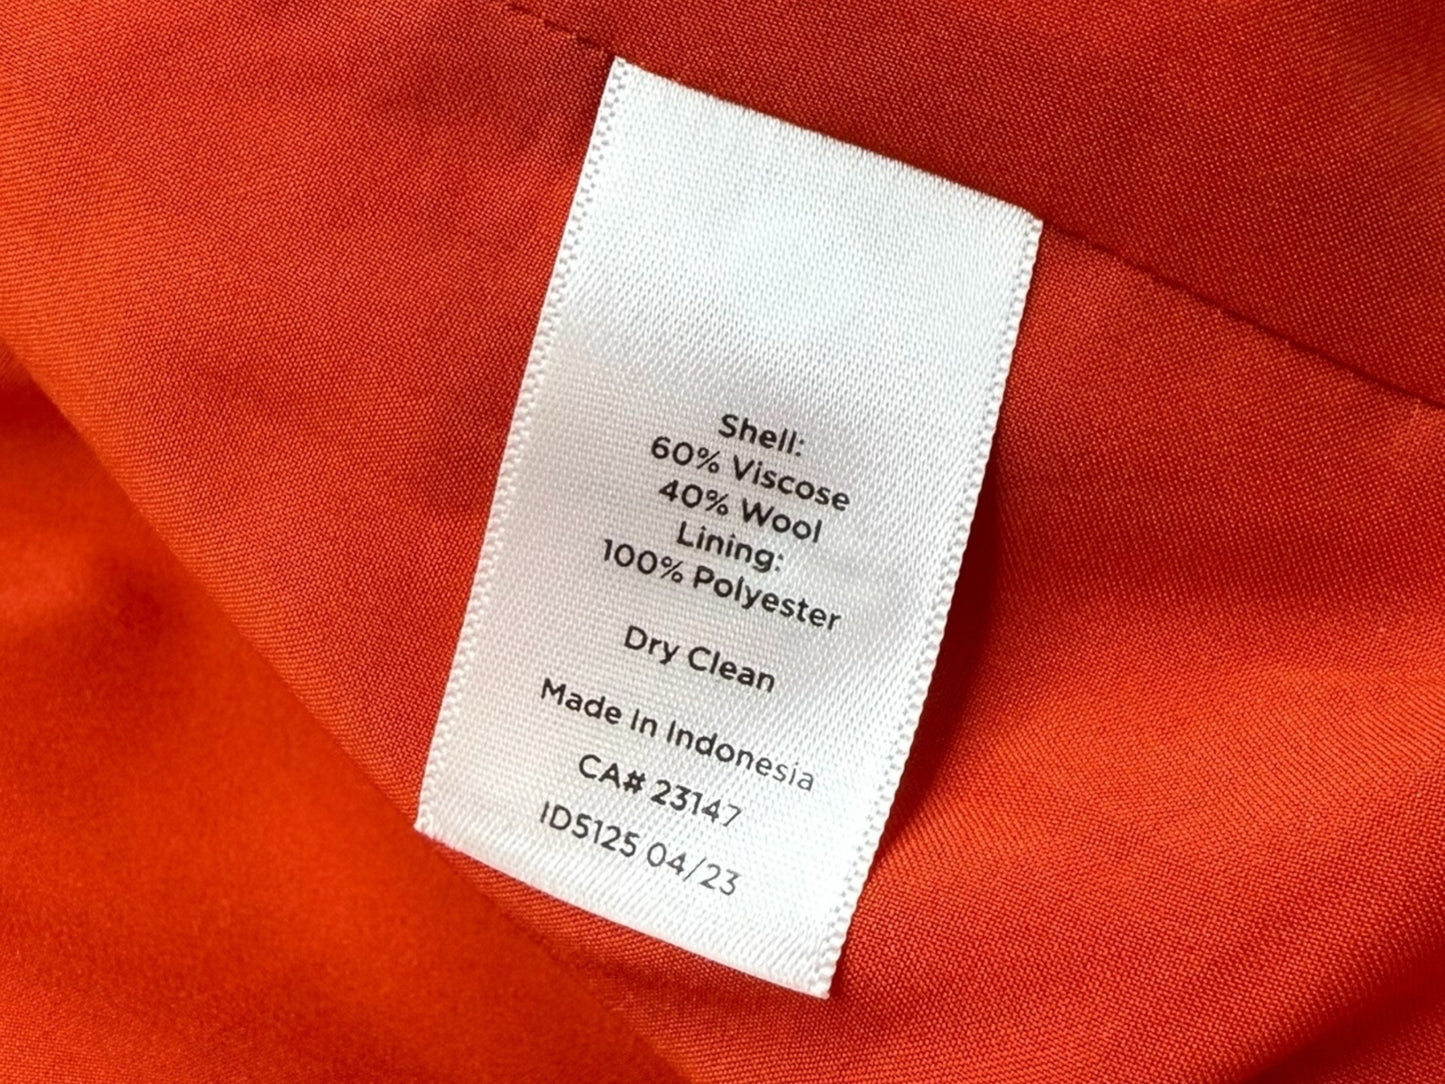 Shell:
60% Viscose
40% Wool
Lining:
100% Polyester
Dry Clean
Made In Indonesia
CA# 23147
ID5125 04/23